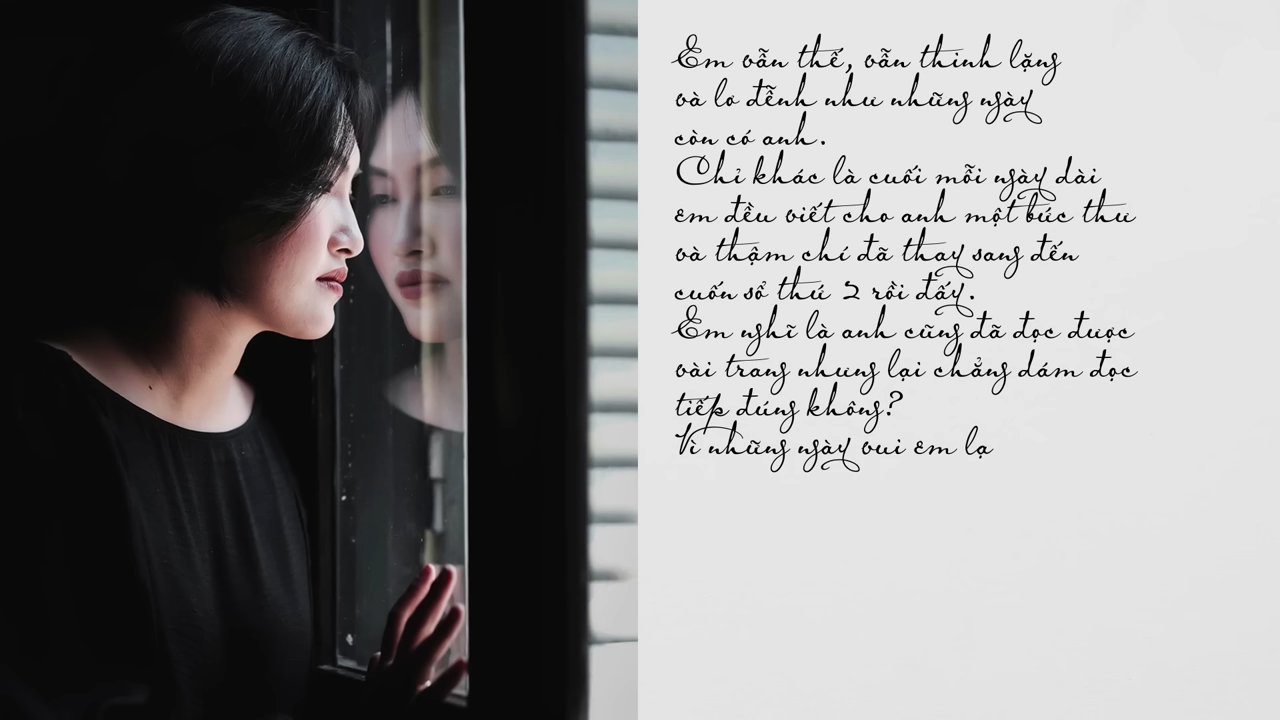 Em vẫn thế, vẫn thinh lặng
và lơ đễnh như những ngày
còn có anh.
Chỉ khác là cuối mỗi ngày dài
em đều viết cho anh một bức thư
và thậm chí đã thay sang đến
cuốn sổ thứ 2 rồi đấy.
Em nghĩ là anh cũng đã đọc được
vài trang nhưng lại chẳng dám đọc
tiếp đúng không?
Vì những ngày vui em lạ